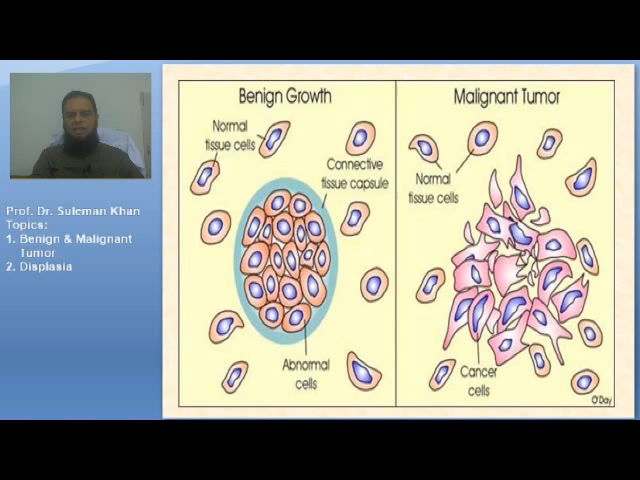 Prof. Dr. Suleman Khan
Topics:
1. Benign & Malignant
Tumor
2. Displasia
Benign Growth
Normal
tissue cells
Connective
tissue capsule
Abnormal
cells
Malignant Tumor
Normal
tissue cells
Cancer
cells
O'Day